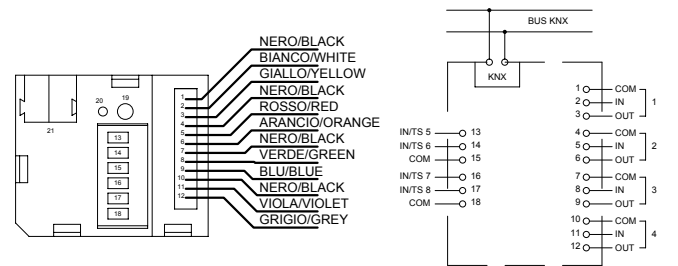 NERO/BLACK
BIANCO/WHITE
GIALLO/YELLOW
NERO/BLACK
ROSSO/RED
ARANCIO/ORANGE
NERO/BLACK
VERDE/GREEN
BLU/BLUE
NERO/BLACK
VIOLA/VIOLET
GRIGIO/GREY
1
2
3
4
5
6
7
8
9
10
11
12
20 19
21
13
14
15
16
17
18
BUS KNX
KNX
1 COM
2 IN 1
3 OUT
4 COM
5 IN 2
6 OUT
7 COM
8 IN 3
9 OUT
10 COM
11 IN 4
12 OUT
IN/TS 5 13
IN/TS 6 14
COM 15
IN/TS 7 16
IN/TS 8 17
COM 18